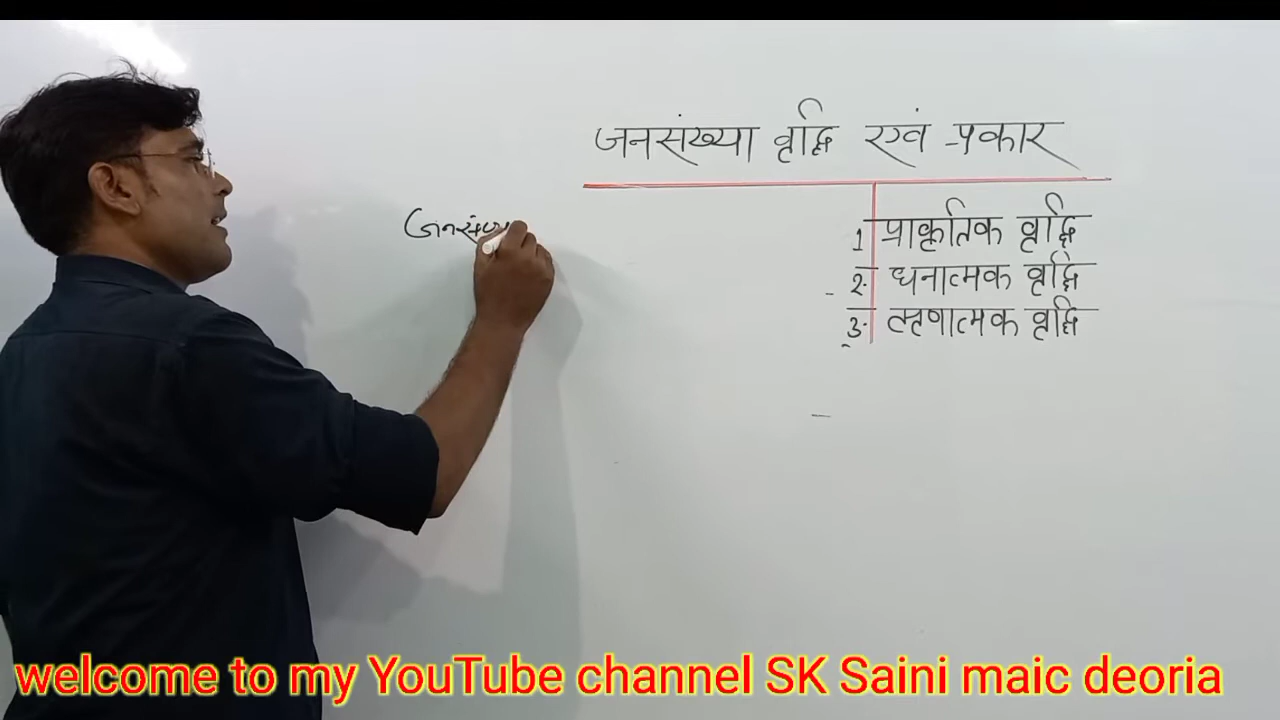 जनसंख्या वृद्धि एवं प्रकार
1 प्राकृतिक वृद्धि
2. धनात्मक वृद्धि
3. ऋणात्मक वृद्धि
welcome to my YouTube channel SK Saini maic deoria